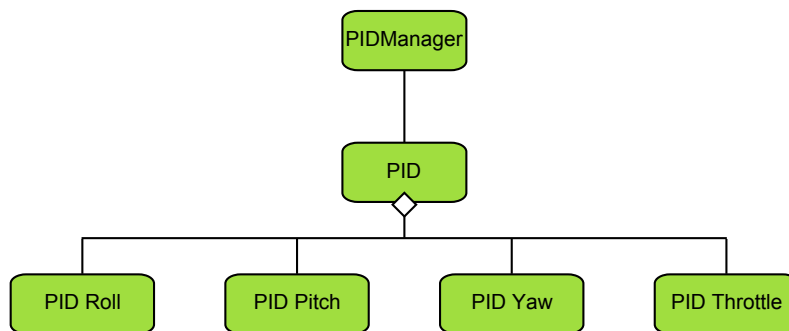 PIDManager
PID
PID Roll
PID Pitch
PID Yaw
PID Throttle